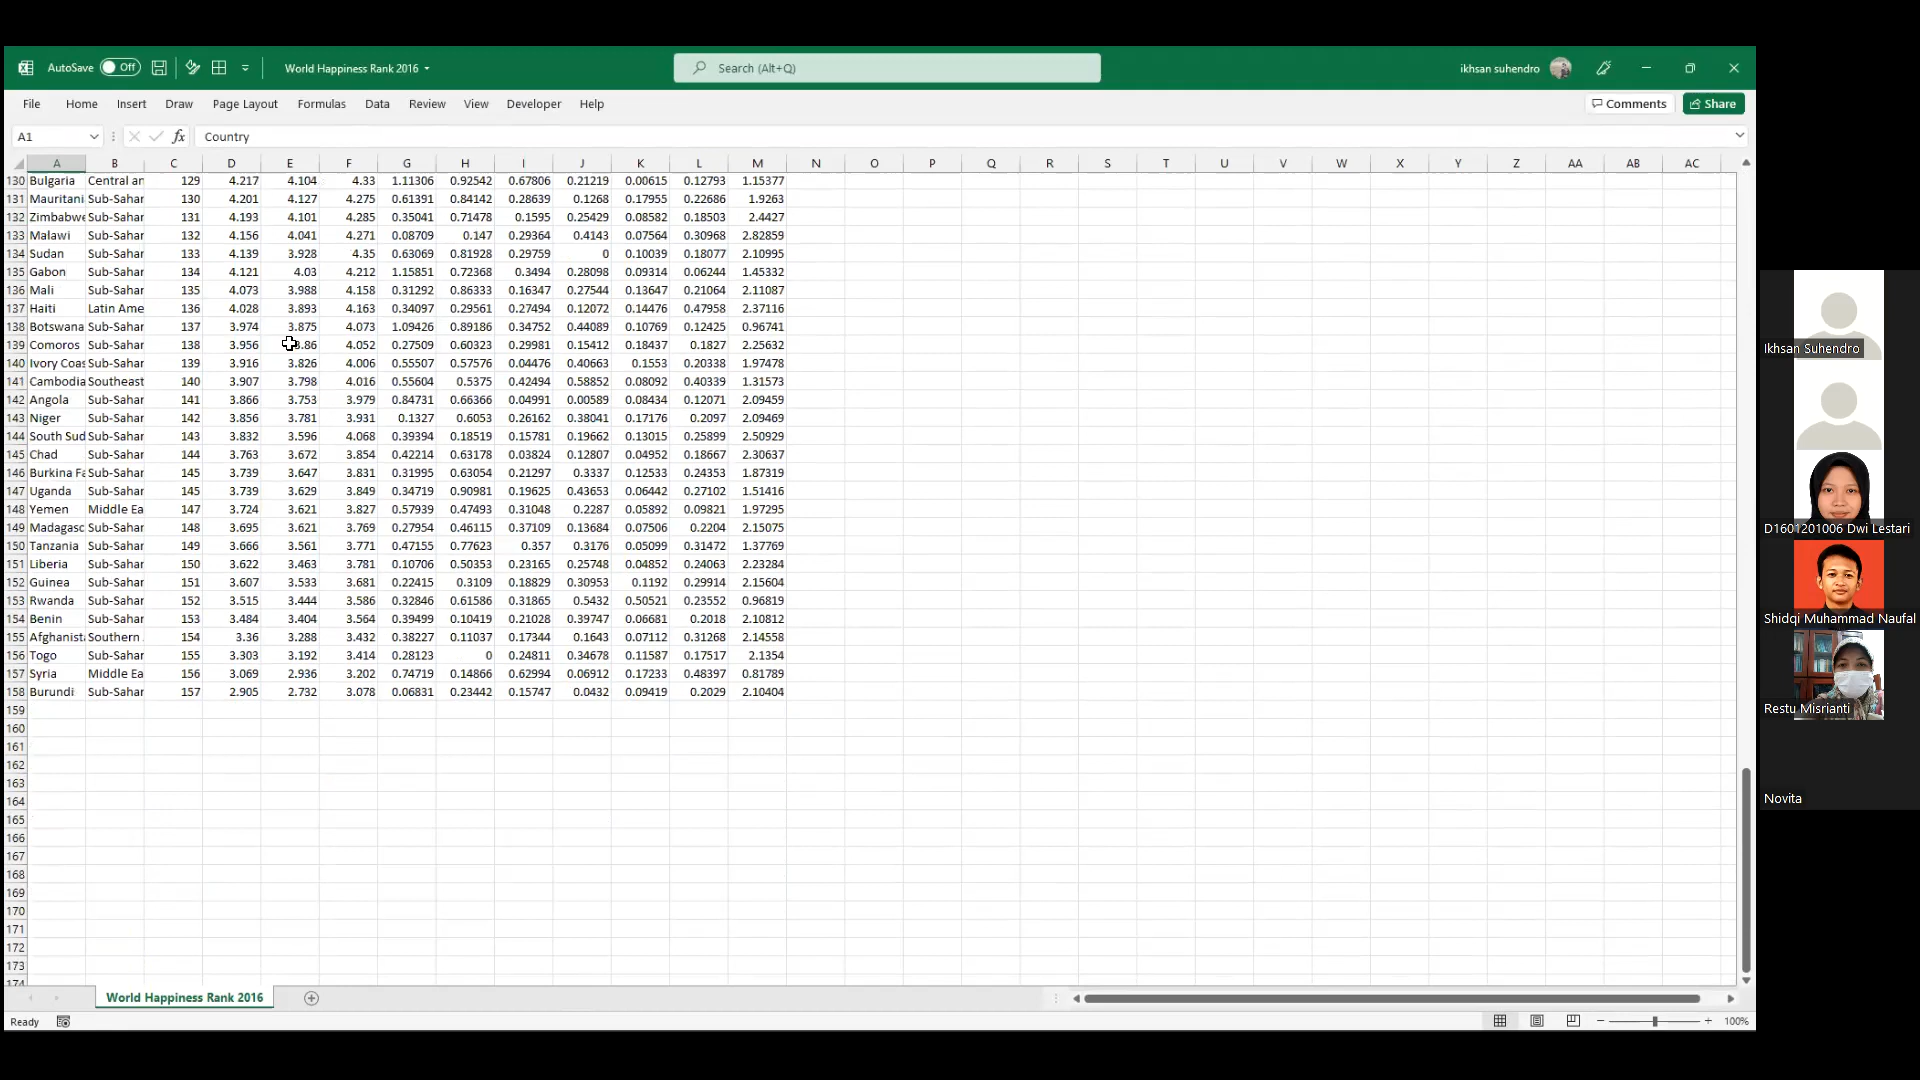 AutoSave Off World Happiness Rank 2016 Search (Alt+Q) ikhsan suhendro
File Home Insert Draw Page Layout Formulas Data Review View Developer Help Comments Share
A1 fx Country
A B C D E F G H I J K L M N O P Q R S T U V W X Y Z AA AB AC
130 Bulgaria Central an 129 4.217 4.104 4.33 1.11306 0.92542 0.67806 0.21219 0.00615 0.12793 1.15377
131 Mauritani Sub-Sahar 130 4.201 4.127 4.275 0.61391 0.84142 0.28639 0.1268 0.17955 0.22686 1.9263
132 Zimbabwe Sub-Sahar 131 4.193 4.101 4.285 0.35041 0.71478 0.1595 0.25429 0.08582 0.18503 2.4427
133 Malawi Sub-Sahar 132 4.156 4.041 4.271 0.08709 0.147 0.29364 0.4143 0.07564 0.30968 2.82859
134 Sudan Sub-Sahar 133 4.139 3.928 4.35 0.63069 0.81928 0.29759 0 0.10039 0.18077 2.10995
135 Gabon Sub-Sahar 134 4.121 4.03 4.212 1.15851 0.72368 0.3494 0.28098 0.09314 0.06244 1.45332
136 Mali Sub-Sahar 135 4.073 3.988 4.158 0.31292 0.86333 0.16347 0.27544 0.13647 0.21064 2.11087
137 Haiti Latin Ame 136 4.028 3.893 4.163 0.34097 0.29561 0.27494 0.12072 0.14476 0.47958 2.37116
138 Botswana Sub-Sahar 137 3.974 3.875 4.073 1.09426 0.89186 0.34752 0.44089 0.10769 0.12425 0.96741
139 Comoros Sub-Sahar 138 3.956 .86 4.052 0.27509 0.60323 0.29981 0.15412 0.18437 0.1827 2.25632
140 Ivory Coas Sub-Sahar 139 3.916 3.826 4.006 0.55507 0.57576 0.04476 0.40663 0.1553 0.20338 1.97478
141 Cambodia Southeast 140 3.907 3.798 4.016 0.55604 0.5375 0.42494 0.58852 0.08092 0.40339 1.31573
142 Angola Sub-Sahar 141 3.866 3.753 3.979 0.84731 0.66366 0.04991 0.00589 0.08434 0.12071 2.09459
143 Niger Sub-Sahar 142 3.856 3.781 3.931 0.1327 0.6053 0.26162 0.38041 0.17176 0.2097 2.09469
144 South Sud Sub-Sahar 143 3.832 3.596 4.068 0.39394 0.18519 0.15781 0.19662 0.13015 0.25899 2.50929
145 Chad Sub-Sahar 144 3.763 3.672 3.854 0.42214 0.63178 0.03824 0.12807 0.04952 0.18667 2.30637
146 Burkina Fa Sub-Sahar 145 3.739 3.647 3.831 0.31995 0.63054 0.21297 0.3337 0.12533 0.24353 1.87319
147 Uganda Sub-Sahar 145 3.739 3.629 3.849 0.34719 0.90981 0.19625 0.43653 0.06442 0.27102 1.51416
148 Yemen Middle Ea 147 3.724 3.621 3.827 0.57939 0.47493 0.31048 0.2287 0.05892 0.09821 1.97295
149 Madagasc Sub-Sahar 148 3.695 3.621 3.769 0.27954 0.46115 0.37109 0.13684 0.07506 0.2204 2.15075
150 Tanzania Sub-Sahar 149 3.666 3.561 3.771 0.47155 0.77623 0.357 0.3176 0.05099 0.31472 1.37769
151 Liberia Sub-Sahar 150 3.622 3.463 3.781 0.10706 0.50353 0.23165 0.25748 0.04852 0.24063 2.23284
152 Guinea Sub-Sahar 151 3.607 3.533 3.681 0.22415 0.3109 0.18829 0.30953 0.1192 0.29914 2.15604
153 Rwanda Sub-Sahar 152 3.515 3.444 3.586 0.32846 0.61586 0.31865 0.5432 0.50521 0.23552 0.96819
154 Benin Sub-Sahar 153 3.484 3.404 3.564 0.39499 0.10419 0.21028 0.39747 0.06681 0.2018 2.10812
155 Afghanist Southern 154 3.36 3.288 3.432 0.38227 0.11037 0.17344 0.1643 0.07112 0.31268 2.14558
156 Togo Sub-Sahar 155 3.303 3.192 3.414 0.28123 0 0.24811 0.34678 0.11587 0.17517 2.1354
157 Syria Middle Ea 156 3.069 2.936 3.202 0.74719 0.14866 0.62994 0.06912 0.17233 0.48397 0.81789
158 Burundi Sub-Sahar 157 2.905 2.732 3.078 0.06831 0.23442 0.15747 0.0432 0.09419 0.2029 2.10404
159
160
161
162
163
164
165
166
167
168
169
170
171
172
173
174
World Happiness Rank 2016
Ready 100%
Ikhsan Suhendro
D1601201006 Dwi Lestari
Shidqi Muhammad Naufal
Restu Misrianti
Novita